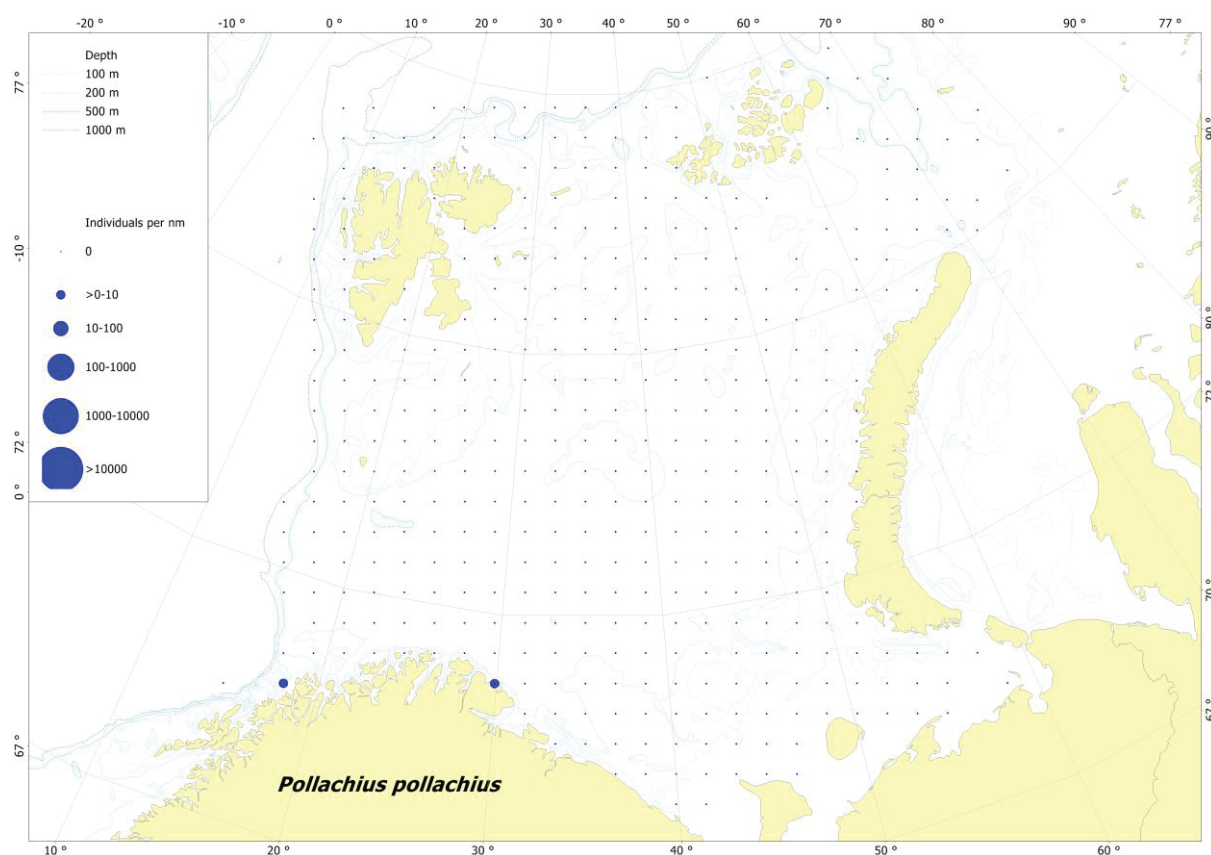 -20 ° -10 ° 0 ° 10 ° 20 ° 30 ° 40 ° 50 ° 60 ° 70 ° 80 ° 90 ° 77 °
Depth
100 m
200 m
500 m
1000 m
Individuals per nm
0
>0-10
10-100
100-1000
1000-10000
>10000
77 °
-10 °
72 °
0 °
67 °
90 °
80 °
72 °
70 °
67 °
Pollachius pollachius
10 ° 20 ° 30 ° 40 ° 50 ° 60 °